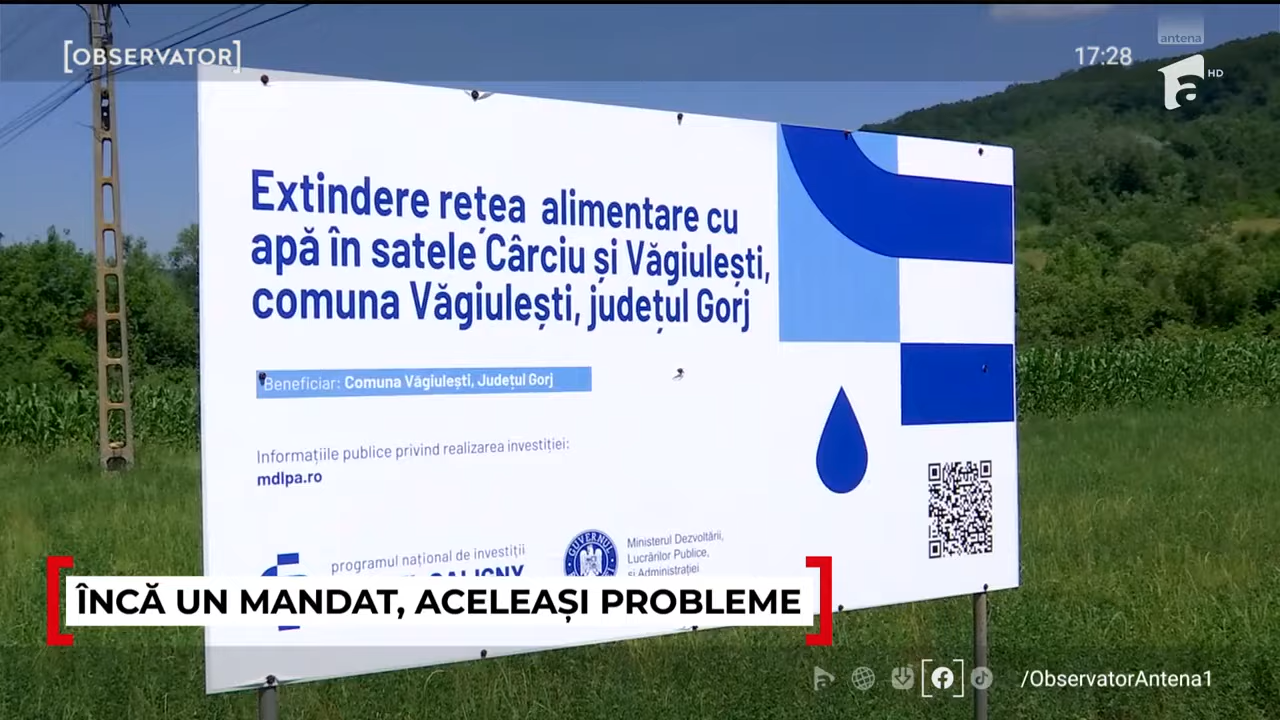 [OBSERVATOR]
17:28
antena
HD
Extindere rețea alimentare cu
apă în satele Cârciu și Văgiulești,
comuna Văgiulești, județul Gorj
Beneficiar: Comuna Văgiulești, Județul Gorj
Informațiile publice privind realizarea investiției:
mdlpa.ro
programul național de investiții
GUVERNUL
Ministerul Dezvoltării,
Lucrărilor Publice,
și Administrației
ÎNCĂ UN MANDAT, ACELEAȘI PROBLEME
/ObservatorAntena1